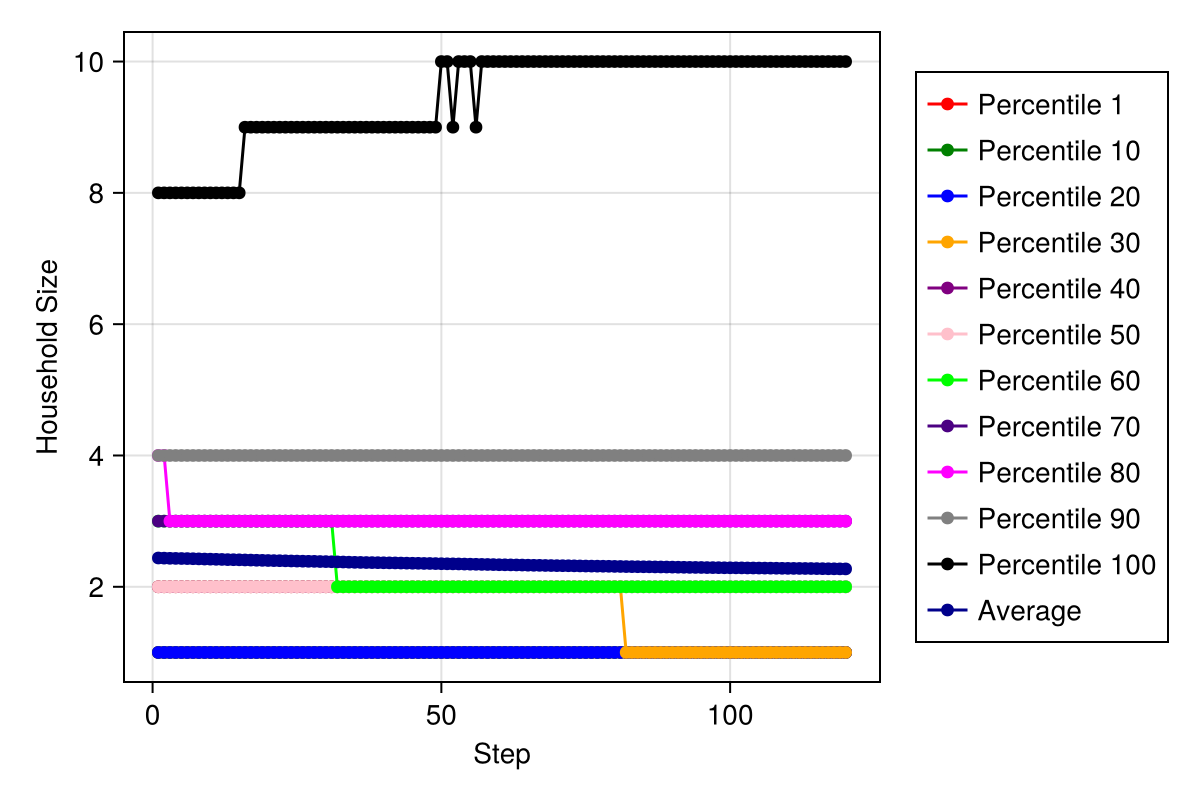 10
8
6
4
2
Household Size
0
50
100
Step
Percentile 1
Percentile 10
Percentile 20
Percentile 30
Percentile 40
Percentile 50
Percentile 60
Percentile 70
Percentile 80
Percentile 90
Percentile 100
Average